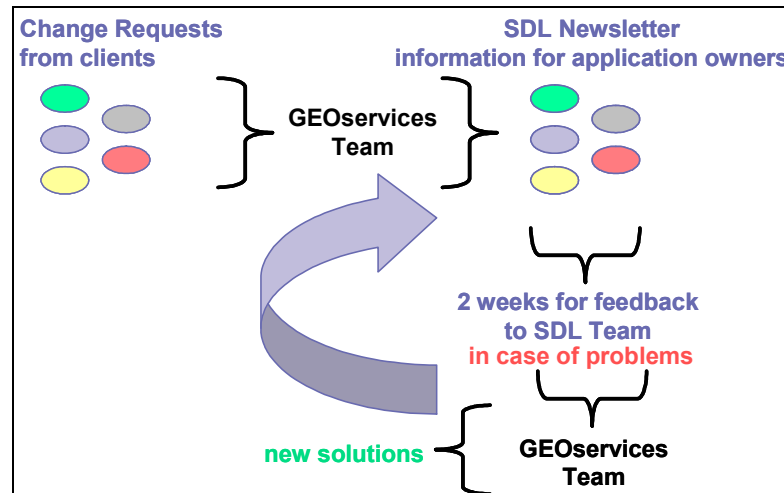 Change Requests
from clients
SDL Newsletter
information for application owners
GEOservices
Team
2 weeks for feedback
to SDL Team
in case of problems
new solutions
GEOservices
Team